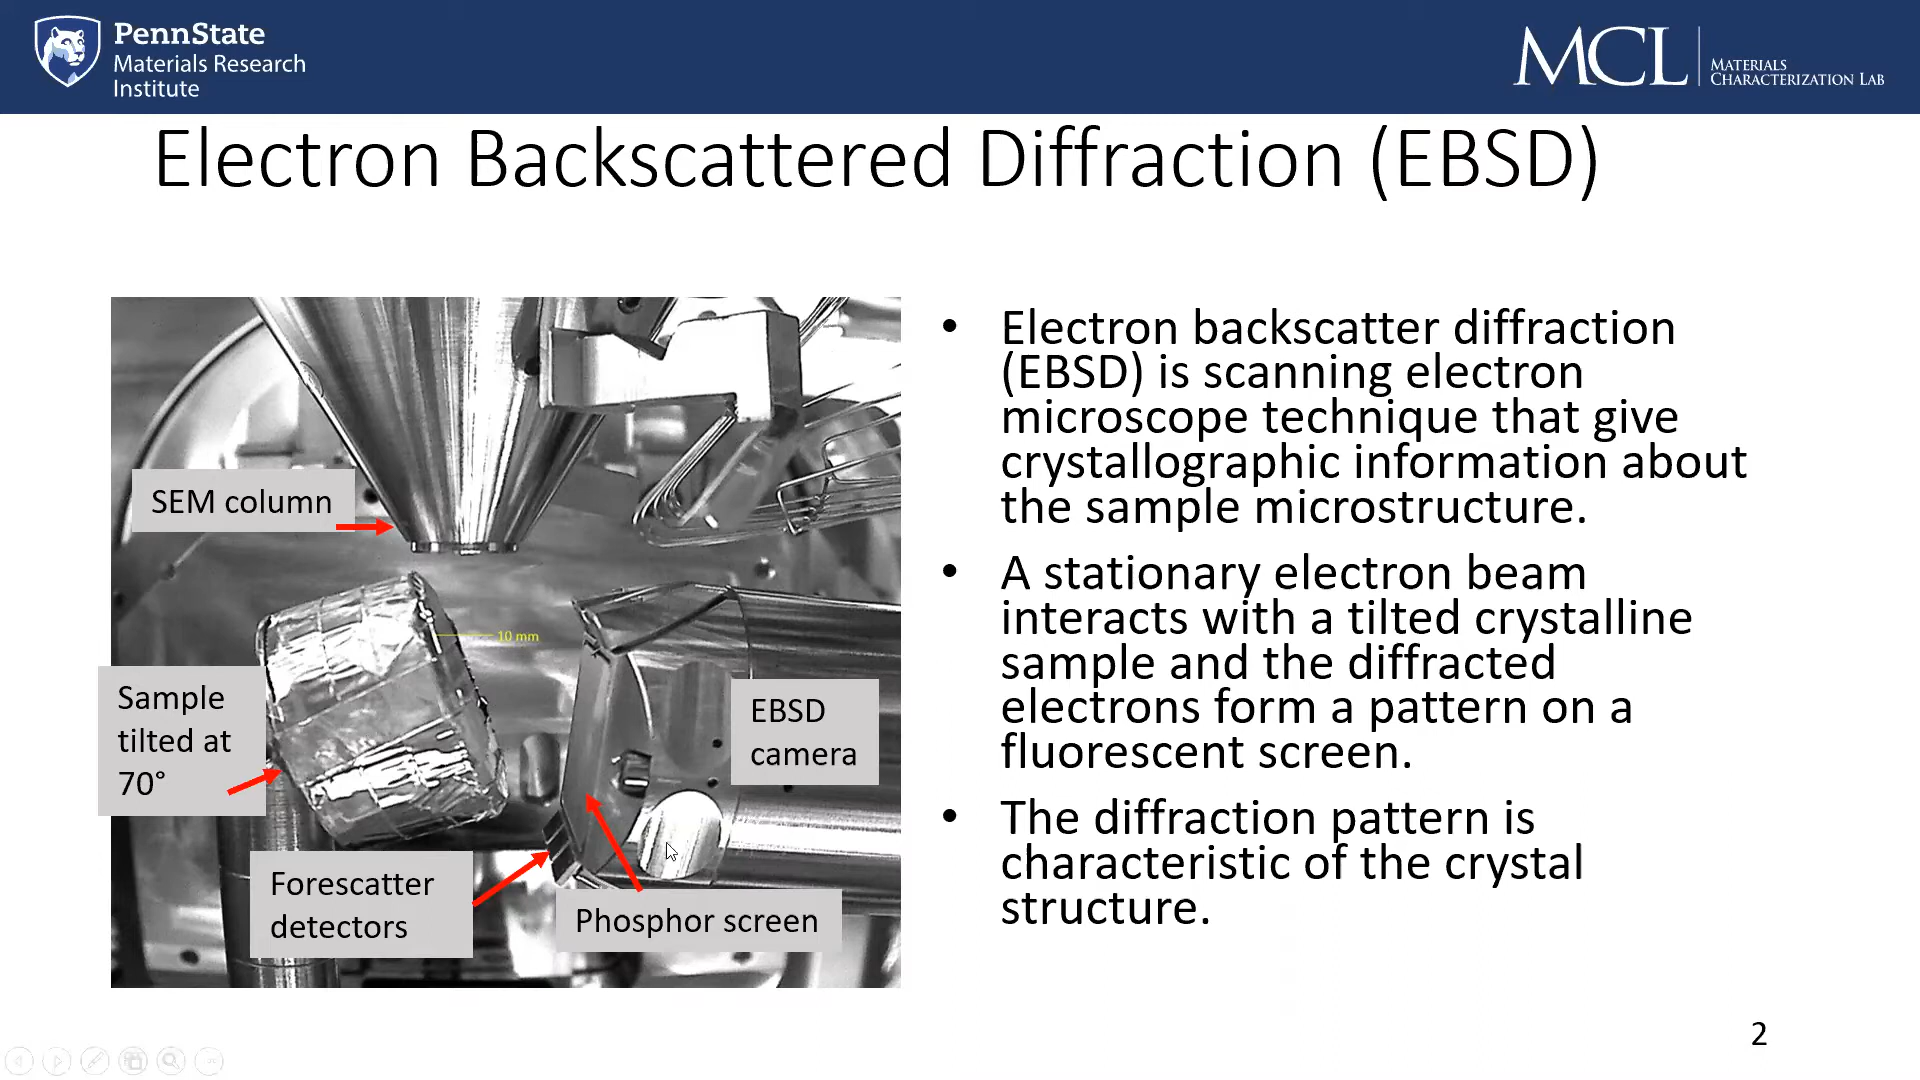 PennState
Materials Research
Institute
MCL
MATERIALS
CHARACTERIZATION LAB
Electron Backscattered Diffraction (EBSD)
SEM column
10 mm
Sample
tilted at
70°
EBSD
camera
Forescatter
detectors
Phosphor screen
• Electron backscatter diffraction
(EBSD) is scanning electron
microscope technique that give
crystallographic information about
the sample microstructure.
• A stationary electron beam
interacts with a tilted crystalline
sample and the diffracted
electrons form a pattern on a
fluorescent screen.
• The diffraction pattern is
characteristic of the crystal
structure.
2